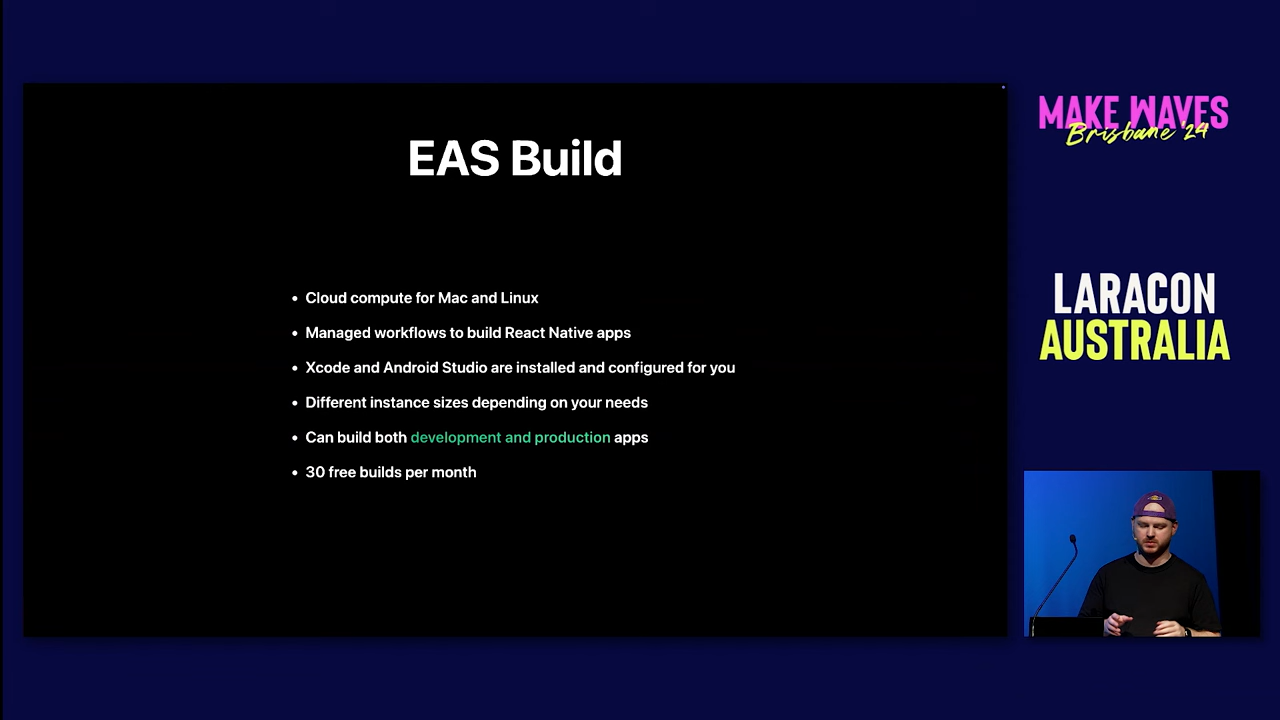 EAS Build
• Cloud compute for Mac and Linux
• Managed workflows to build React Native apps
• Xcode and Android Studio are installed and configured for you
• Different instance sizes depending on your needs
• Can build both development and production apps
• 30 free builds per month
MAKE WAVES
Brisbane '24
LARACON
AUSTRALIA